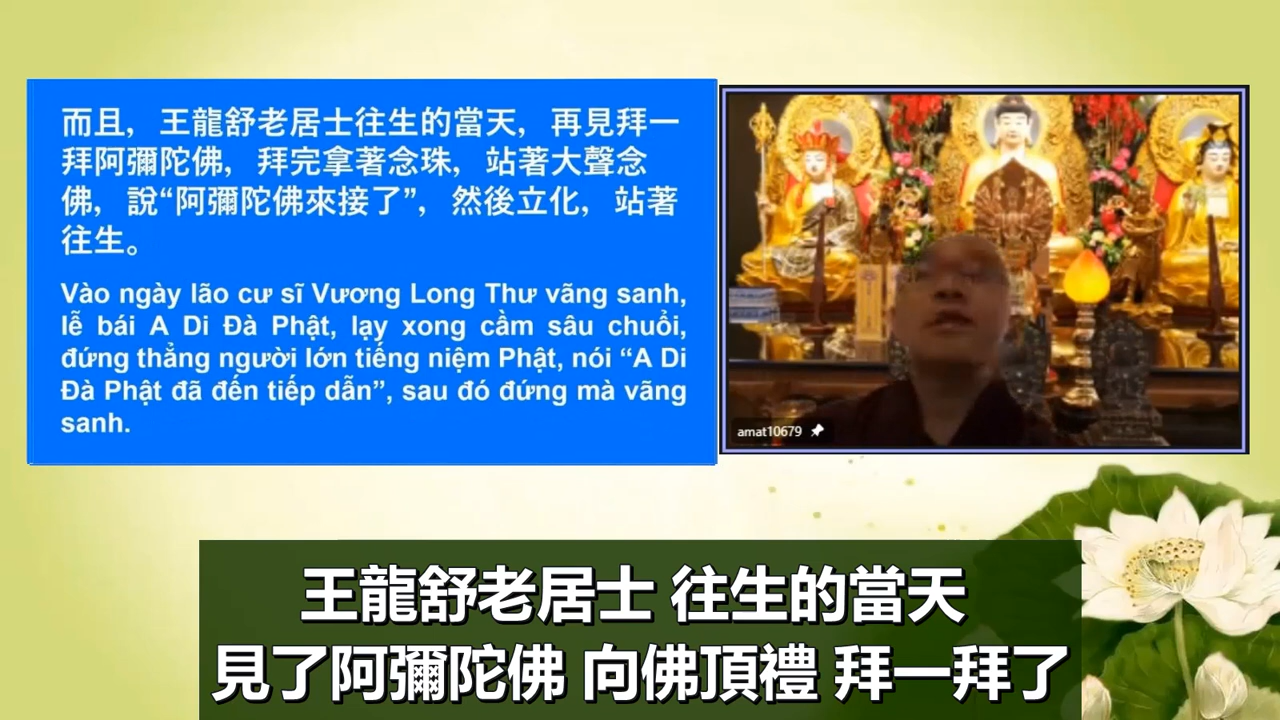 而且，王龍舒老居士往生的當天，再見拜一
拜阿彌陀佛，拜完拿著念珠，站著大聲念
佛，說“阿彌陀佛來接了”，然後立化，站著
往生。
Vào ngày lão cư sĩ Vương Long Thư vãng sanh,
lễ bái A Di Đà Phật, lạy xong cầm sâu chuổi,
đứng thẳng người lớn tiếng niệm Phật, nói “A Di
Đà Phật đã đến tiếp dẫn”, sau đó đứng mà vãng
sanh.
amat10679
王龍舒老居士 往生的當天
見了阿彌陀佛 向佛頂禮 拜一拜了